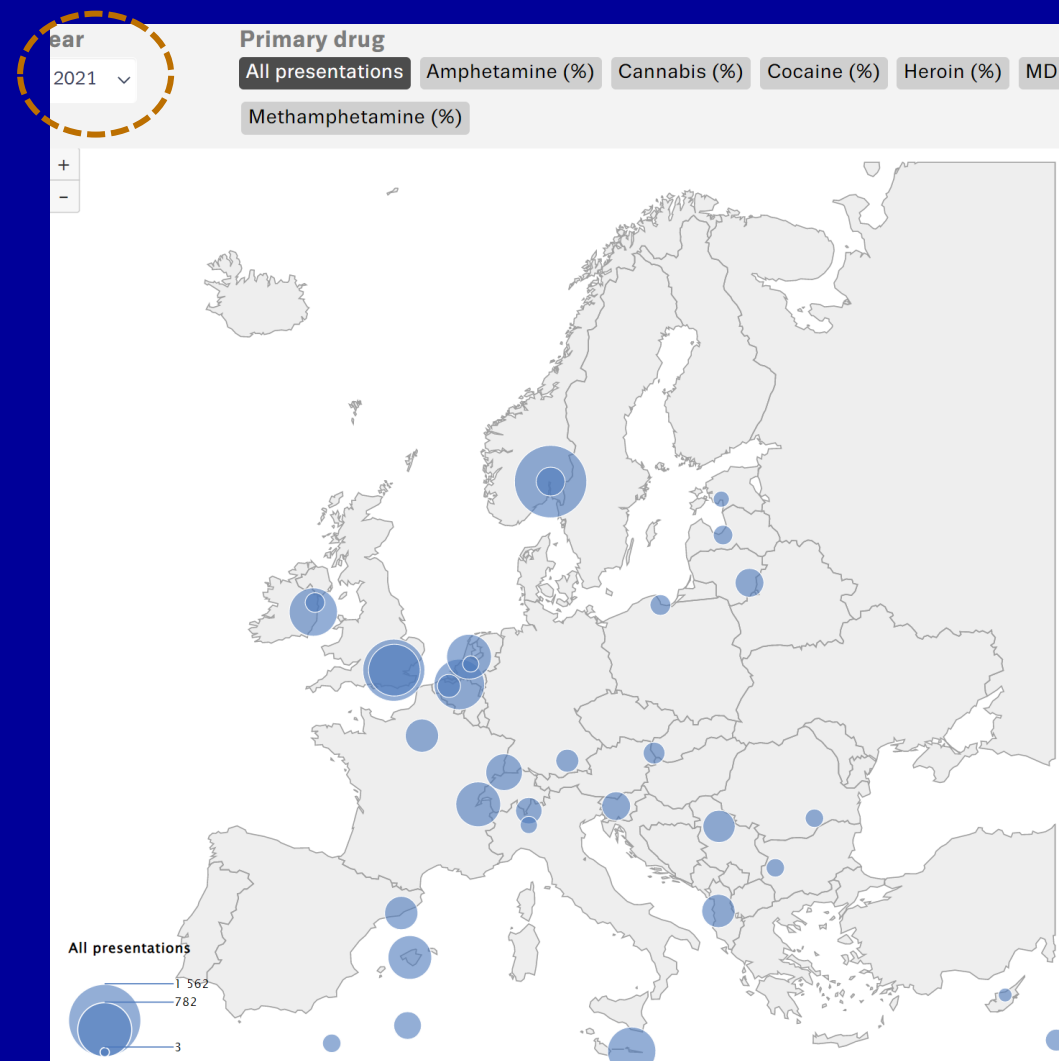 ear
Primary drug
2021
All presentations
Amphetamine (%)
Cannabis (%)
Cocaine (%)
Heroin (%)
MD
Methamphetamine (%)
+
−
All presentations
1 562
782
3